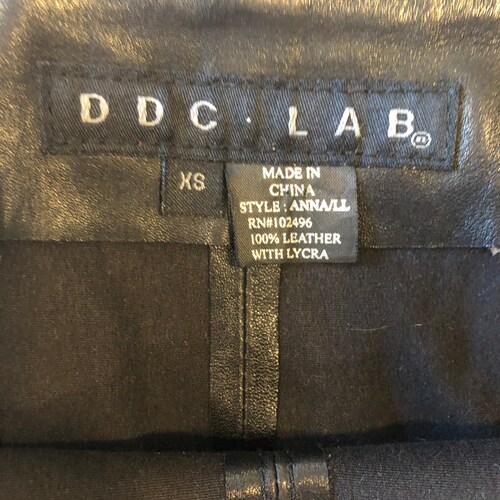 DDC·LAB®
XS
MADE IN
CHINA
STYLE : ANNA/LL
RN#102496
100% LEATHER
WITH LYCRA